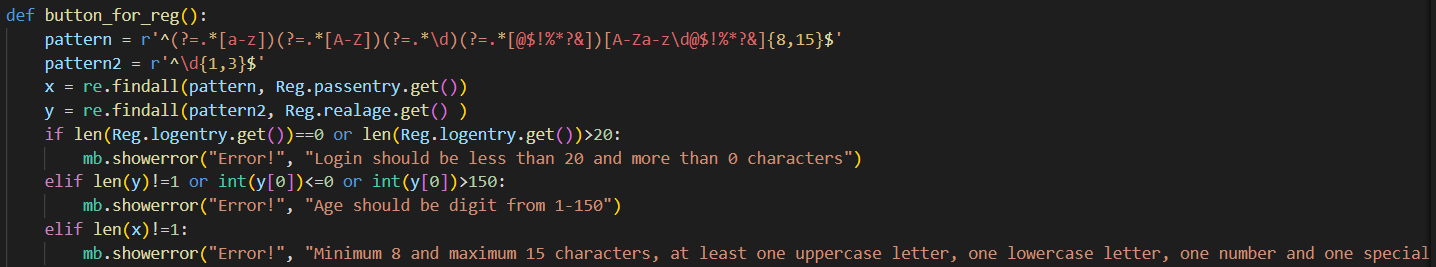 def button_for_reg():
    pattern = r'^(?=.*[a-z])(?=.*[A-Z])(?=.*\d)(?=.*[@$!%*?&])[A-Za-z\d@$!%*?&]{8,15}$'
    pattern2 = r'^\d{1,3}$'
    x = re.findall(pattern, Reg.passentry.get())
    y = re.findall(pattern2, Reg.realage.get() )
    if len(Reg.logentry.get())==0 or len(Reg.logentry.get())>20:
        mb.showerror("Error!", "Login should be less than 20 and more than 0 characters")
    elif len(y)!=1 or int(y[0])<=0 or int(y[0])>150:
        mb.showerror("Error!", "Age should be digit from 1-150")
    elif len(x)!=1:
        mb.showerror("Error!", "Minimum 8 and maximum 15 characters, at least one uppercase letter, one lowercase letter, one number and one special